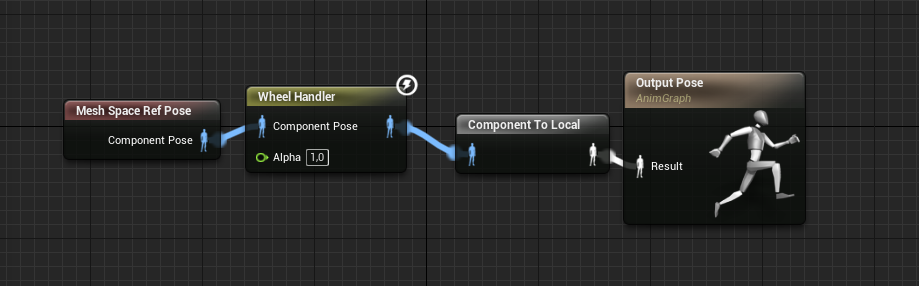 Mesh Space Ref Pose
Component Pose
Wheel Handler
Component Pose
Alpha 1,0
Component To Local
Output Pose
AnimGraph
Result